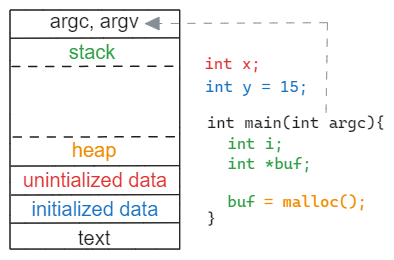 argc, argv
stack
heap
unintialized data
initialized data
text
int x;
int y = 15;
int main(int argc){
int i;
int *buf;
buf = malloc();
}